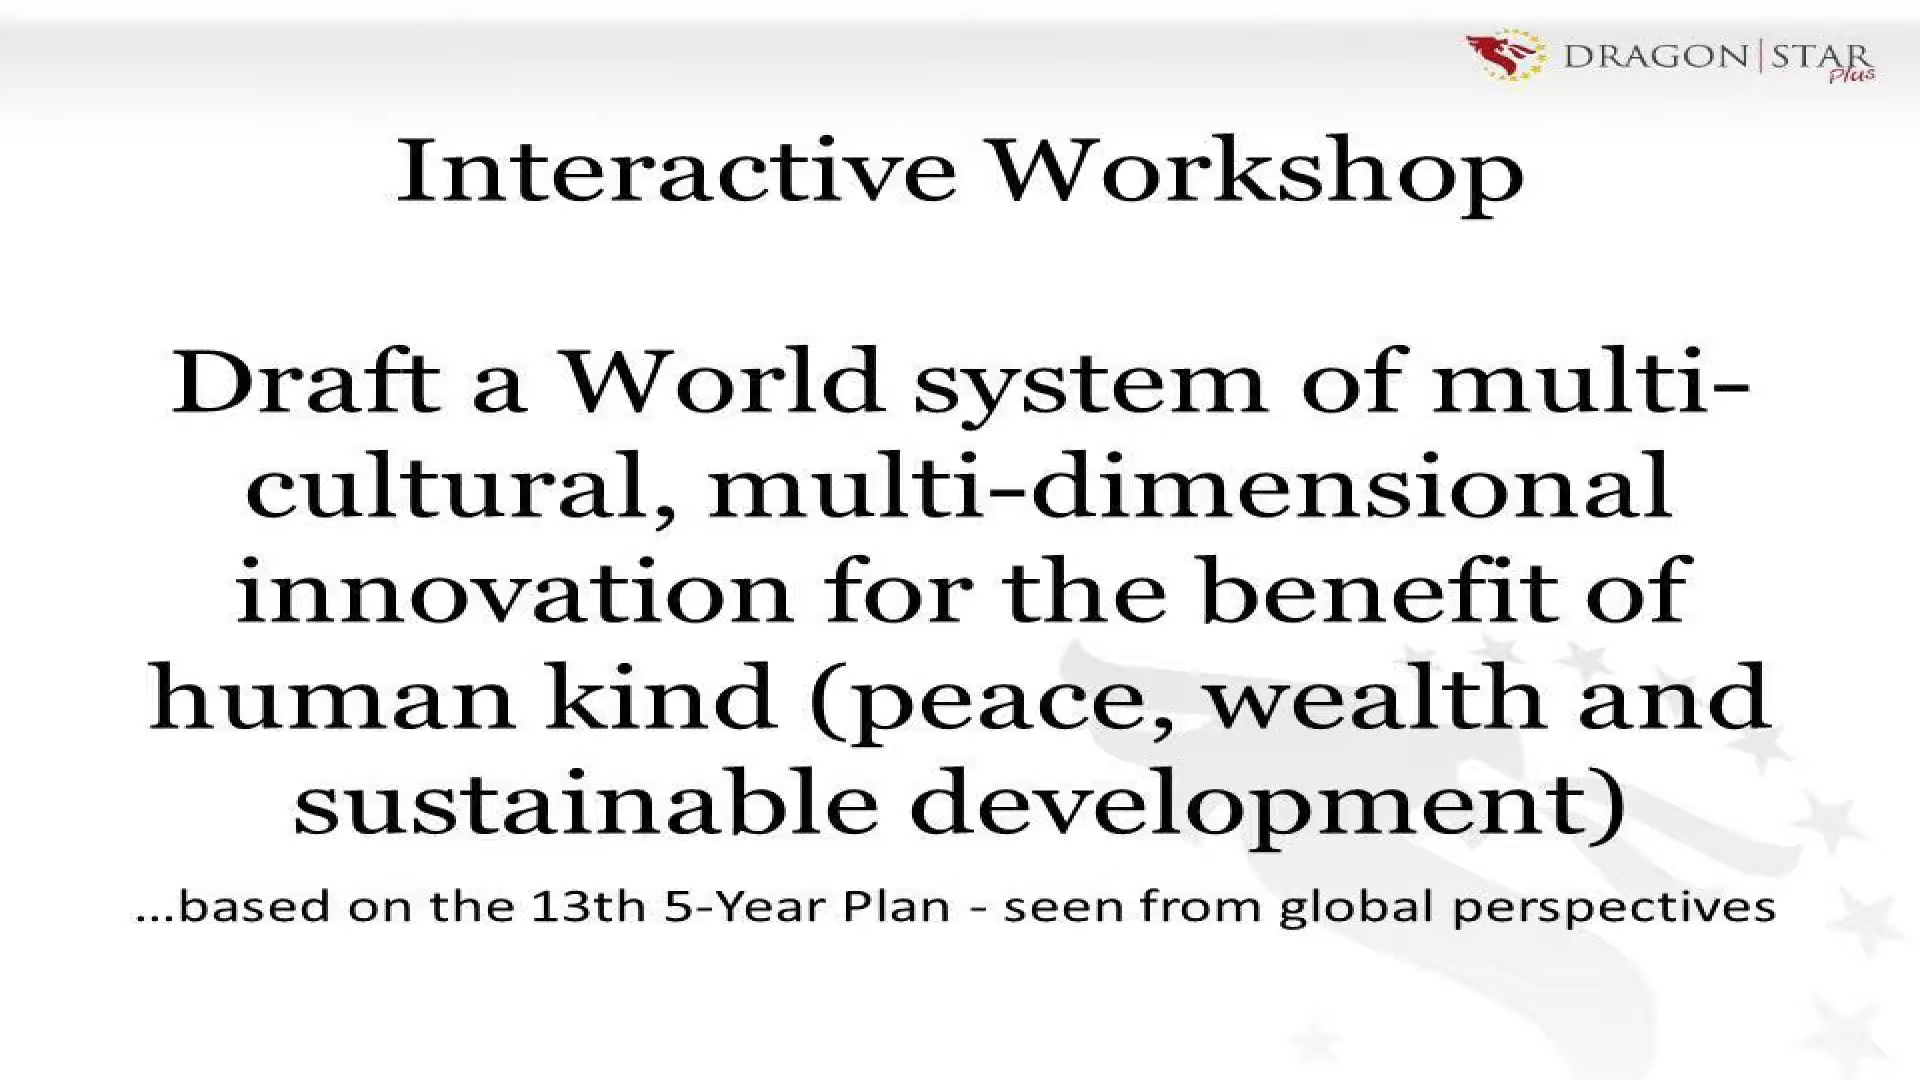 DRAGON|STAR
Plus
Interactive Workshop
Draft a World system of multi-
cultural, multi-dimensional
innovation for the benefit of
human kind (peace, wealth and
sustainable development)
...based on the 13th 5-Year Plan - seen from global perspectives